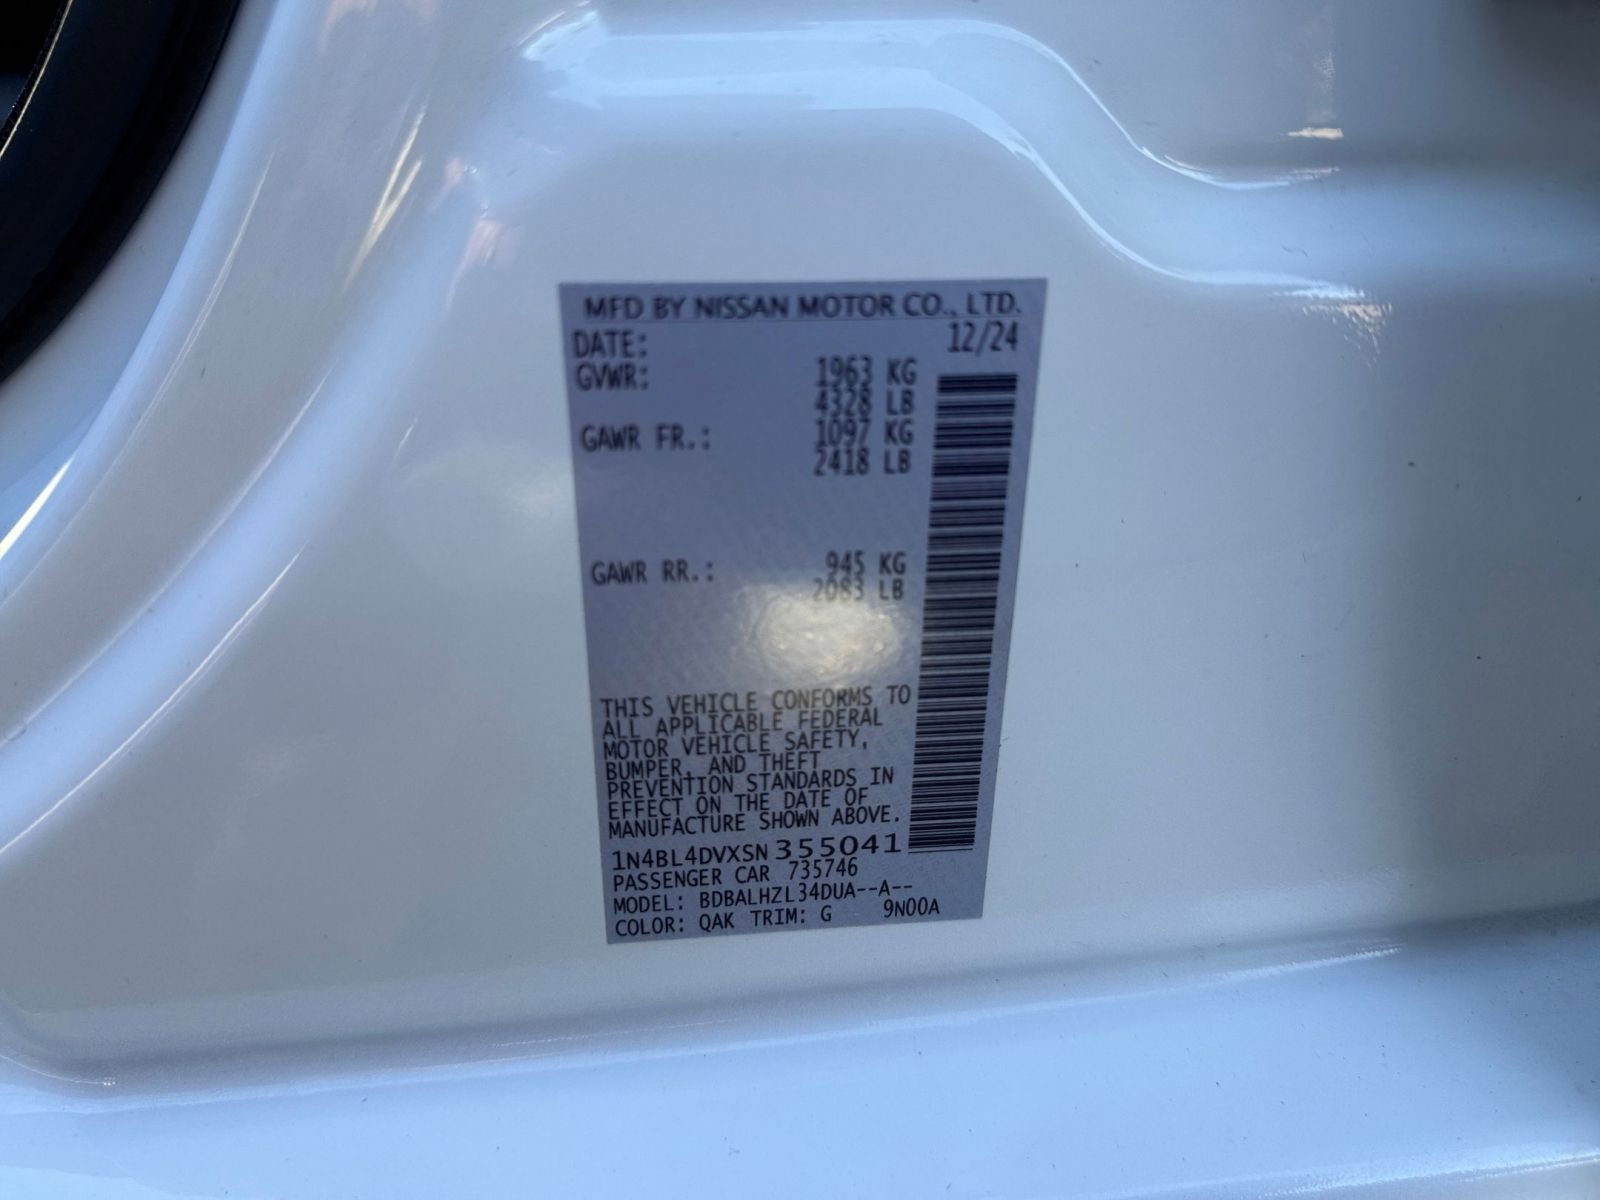 MFD BY NISSAN MOTOR CO., LTD.
DATE: 12/24
GVWR: 1963 KG
4328 LB
GAWR FR.: 1097 KG
2418 LB
GAWR RR.: 945 KG
2083 LB
THIS VEHICLE CONFORMS TO
ALL APPLICABLE FEDERAL
MOTOR VEHICLE SAFETY,
BUMPER, AND THEFT
PREVENTION STANDARDS IN
EFFECT ON THE DATE OF
MANUFACTURE SHOWN ABOVE.
1N4BL4DVXSN355041
PASSENGER CAR 735746
MODEL: BDBALHZL34DUA--A--
COLOR: QAK TRIM: G 9N00A